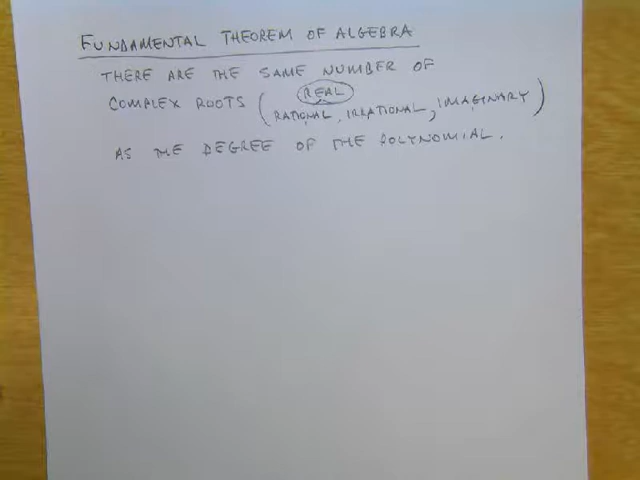 FUNDAMENTAL THEOREM OF ALGEBRA
THERE ARE THE SAME NUMBER OF
REAL
COMPLEX ROOTS (RATIONAL, IRRATIONAL, IMAGINARY)
AS THE DEGREE OF THE POLYNOMIAL.